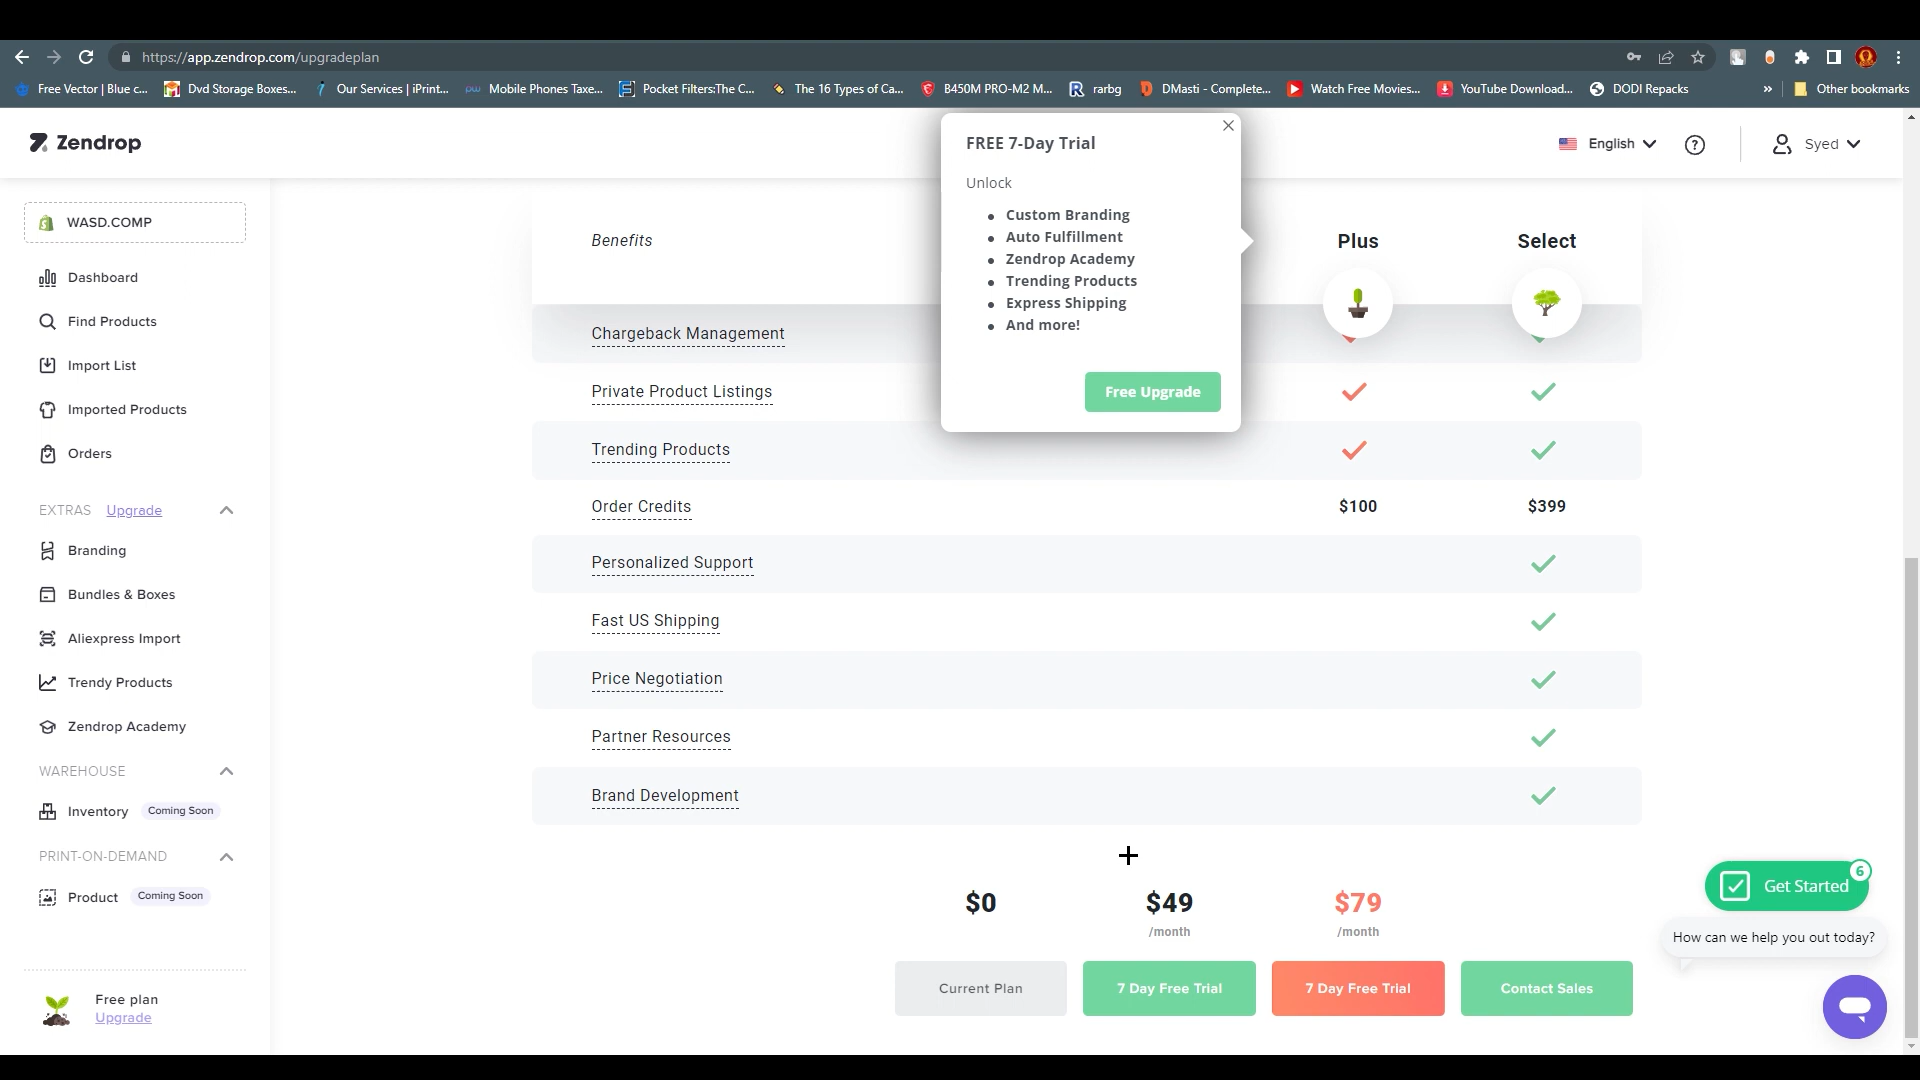 https://app.zendrop.com/upgradeplan
Free Vector | Blue c...
Dvd Storage Boxes...
Our Services | iPrint...
Mobile Phones Taxe...
Pocket Filters:The C...
The 16 Types of Ca...
B450M PRO-M2 M...
rarbg
DMasti - Complete...
Watch Free Movies...
YouTube Download...
DODI Repacks
»
Other bookmarks
Zendrop
English
Syed
WASD.COMP
Dashboard
Find Products
Import List
Imported Products
Orders
EXTRAS Upgrade
Branding
Bundles & Boxes
Aliexpress Import
Trendy Products
Zendrop Academy
WAREHOUSE
Inventory Coming Soon
PRINT-ON-DEMAND
Product Coming Soon
Free plan
Upgrade
FREE 7-Day Trial
Unlock
Custom Branding
Auto Fulfillment
Zendrop Academy
Trending Products
Express Shipping
And more!
Free Upgrade
Benefits
Plus
Select
Chargeback Management
Private Product Listings
Trending Products
Order Credits
$100
$399
Personalized Support
Fast US Shipping
Price Negotiation
Partner Resources
Brand Development
$0
$49
/month
$79
/month
Current Plan
7 Day Free Trial
7 Day Free Trial
Contact Sales
Get Started
6
How can we help you out today?